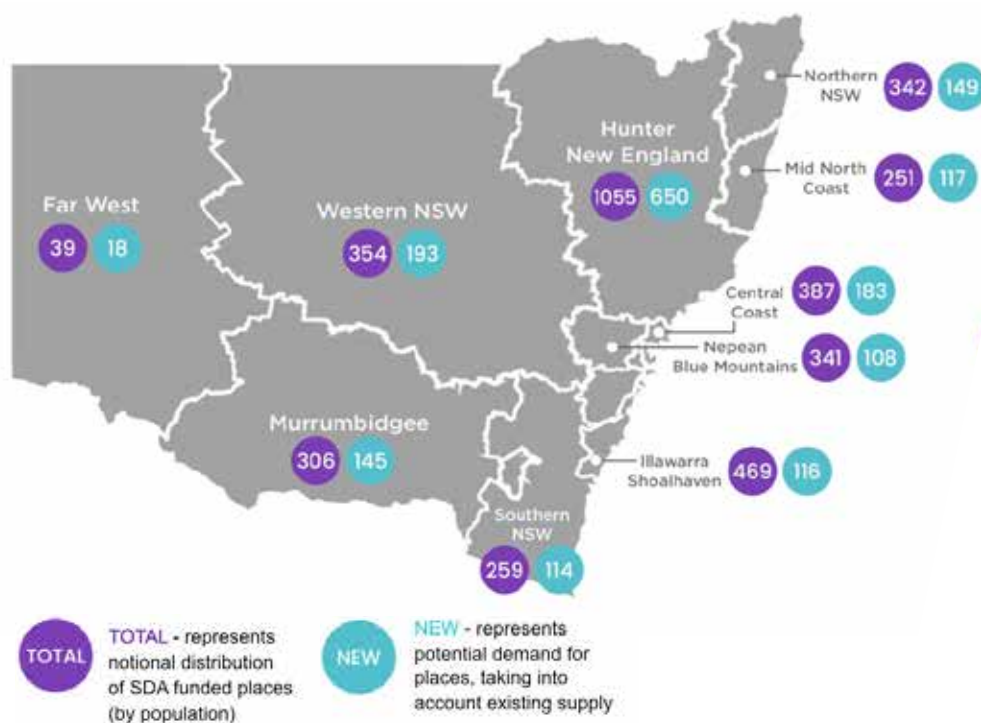 Northern
NSW
342
149
Hunter
New England
1055
650
Mid North
Coast
251
117
Far West
39
18
Western NSW
354
193
Central
Coast
387
183
Nepean
Blue Mountains
341
108
Murrumbidgee
306
145
Illawarra
Shoalhaven
469
116
Southern
NSW
259
114
TOTAL
TOTAL - represents
notional distribution
of SDA funded places
(by population)
NEW
NEW - represents
potential demand for
places, taking into
account existing supply